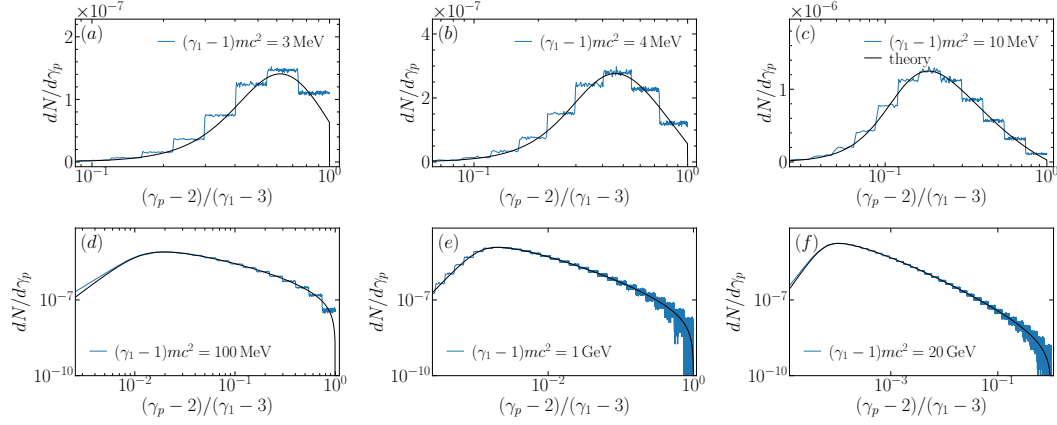 ×10⁻⁷
(a)
(γ₁ − 1)mc² = 3 MeV
dN/dγₚ
2
1
0
10⁻¹
10⁰
(γₚ − 2)/(γ₁ − 3)
×10⁻⁷
(b)
(γ₁ − 1)mc² = 4 MeV
dN/dγₚ
4
2
0
10⁻¹
10⁰
(γₚ − 2)/(γ₁ − 3)
×10⁻⁶
(c)
(γ₁ − 1)mc² = 10 MeV
theory
dN/dγₚ
1
0
10⁻¹
10⁰
(γₚ − 2)/(γ₁ − 3)
(d)
dN/dγₚ
10⁻⁷
(γ₁ − 1)mc² = 100 MeV
10⁻¹⁰
10⁻²
10⁻¹
10⁰
(γₚ − 2)/(γ₁ − 3)
(e)
dN/dγₚ
10⁻⁷
(γ₁ − 1)mc² = 1 GeV
10⁻¹⁰
10⁻²
10⁰
(γₚ − 2)/(γ₁ − 3)
(f)
dN/dγₚ
10⁻⁷
(γ₁ − 1)mc² = 20 GeV
10⁻¹⁰
10⁻³
10⁻¹
(γₚ − 2)/(γ₁ − 3)